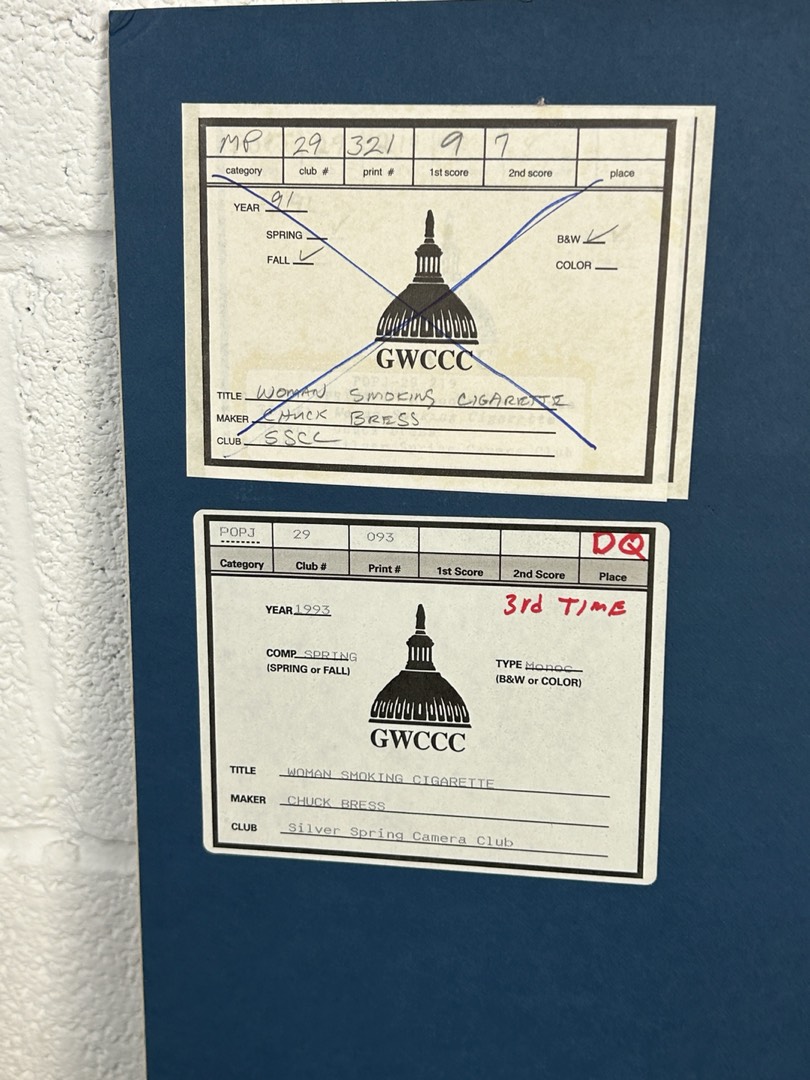 MP 29 321 9 7
category club # print # 1st score 2nd score place
YEAR 91
SPRING
B&W ✓
FALL ✓
COLOR
GWCCC
TITLE WOMAN SMOKING CIGARETTE
MAKER CHUCK BRESS
CLUB SSCC
POPJ 29 093 DQ
Category Club # Print # 1st Score 2nd Score Place
3rd TIME
YEAR 1993
COMP SPRING
(SPRING or FALL)
TYPE Monoc
(B&W or COLOR)
GWCCC
TITLE WOMAN SMOKING CIGARETTE
MAKER CHUCK BRESS
CLUB Silver Spring Camera Club